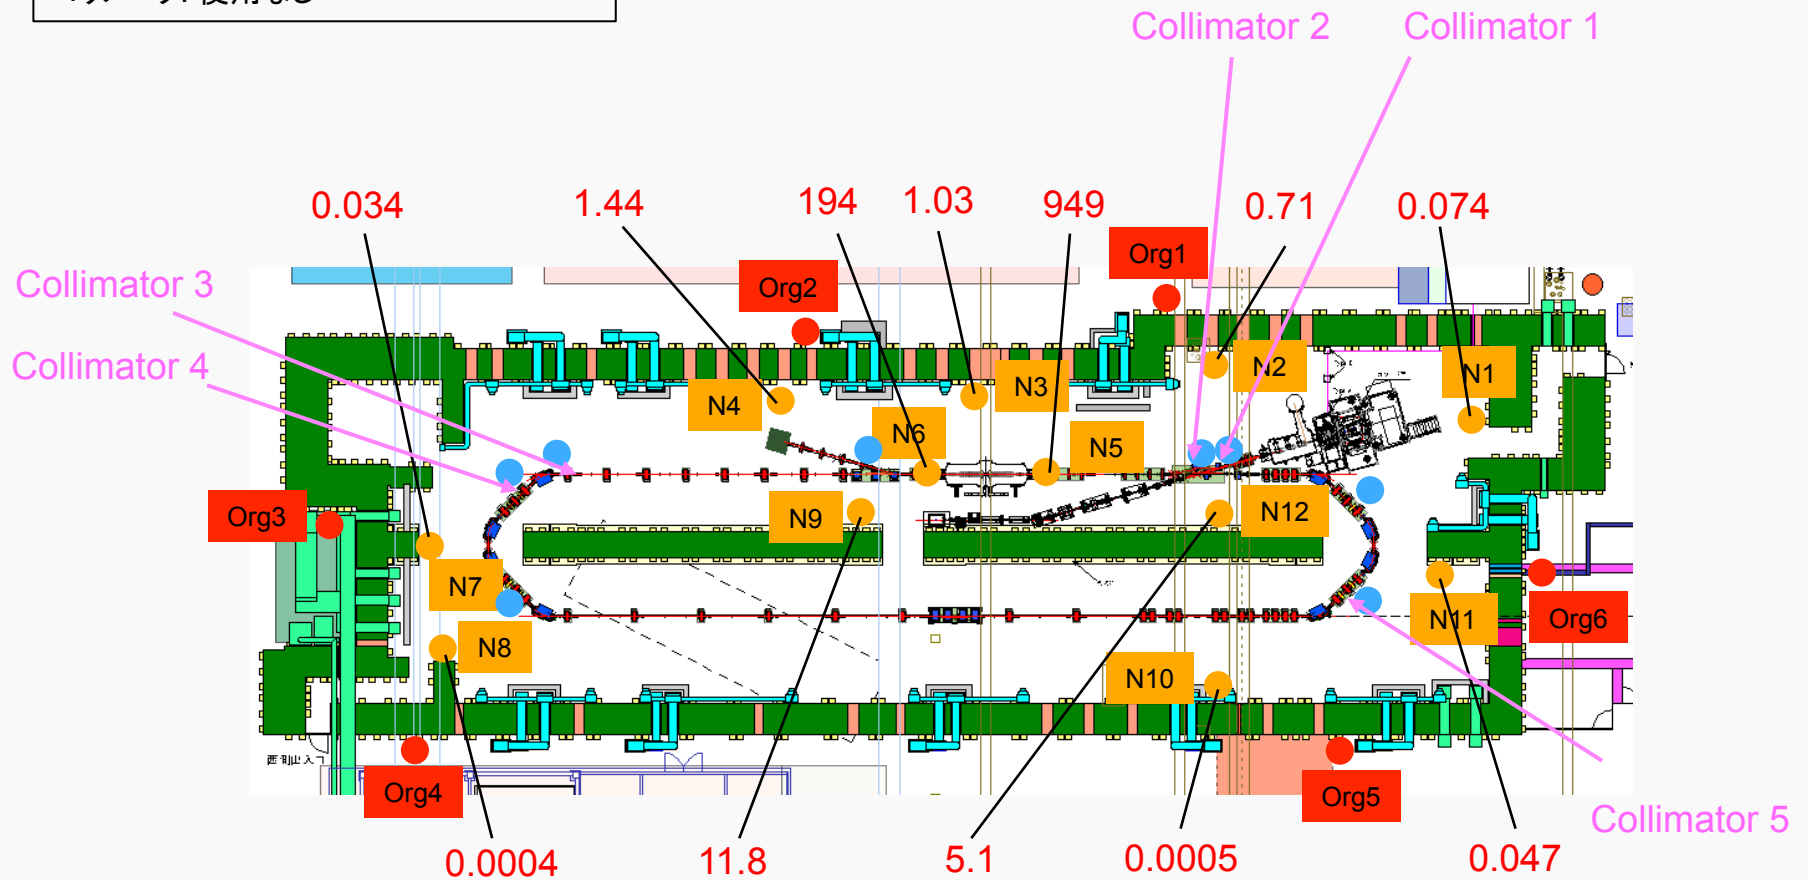 Collimator 2
Collimator 1
0.034
1.44
194
1.03
949
0.71
0.074
Org1
Collimator 3
Org2
Collimator 4
N4
N3
N2
N1
N6
N5
Org3
N9
N12
N7
N8
N10
N11
Org6
Org4
Org5
Collimator 5
0.0004
11.8
5.1
0.0005
0.047